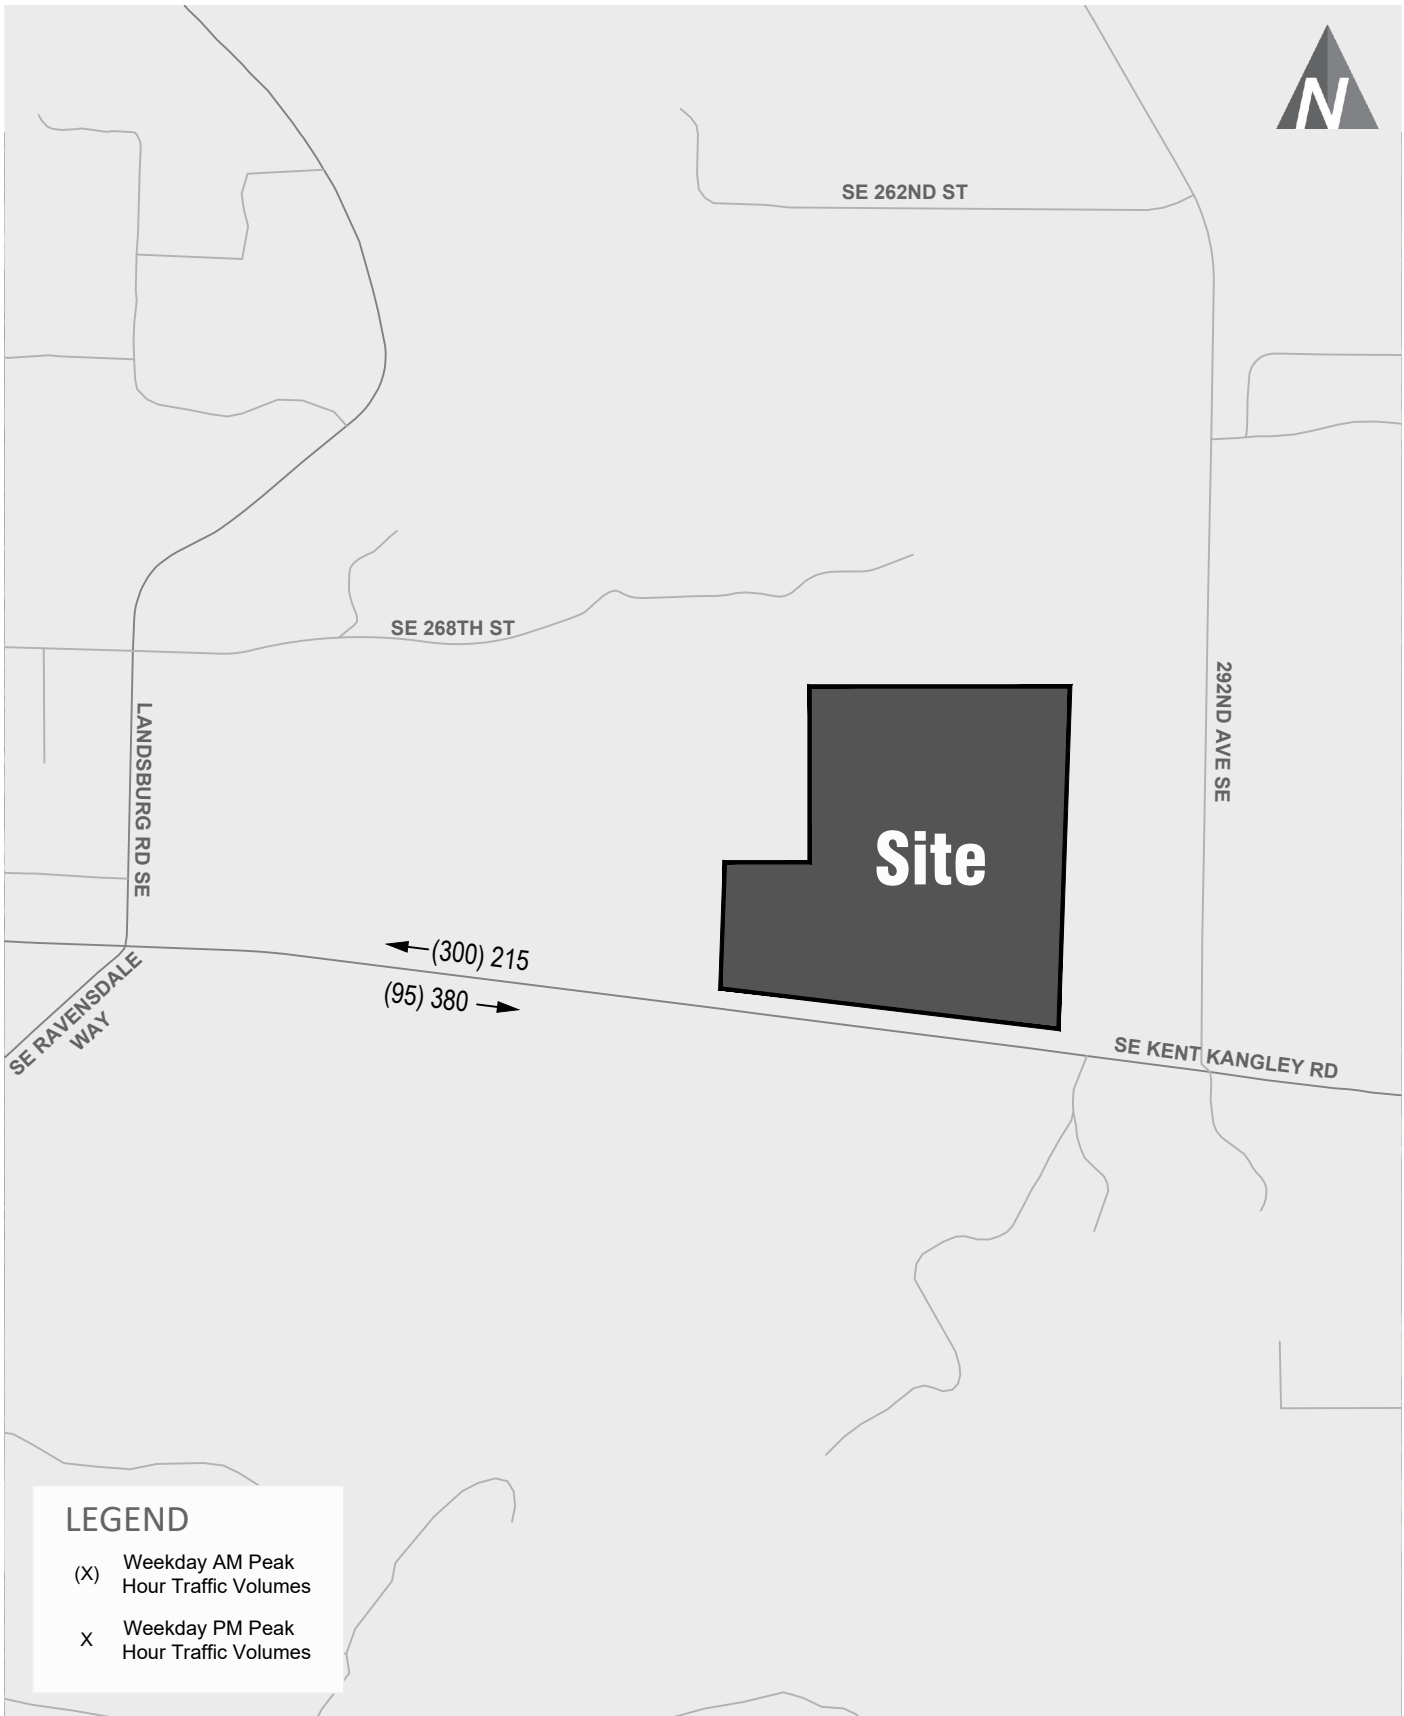 N
SE 262ND ST
SE 268TH ST
292ND AVE SE
LANDSBURG RD SE
Site
(300) 215
(95) 380
SE RAVENSDALE
WAY
SE KENT KANGLEY RD
LEGEND
(X) Weekday AM Peak
Hour Traffic Volumes
X Weekday PM Peak
Hour Traffic Volumes